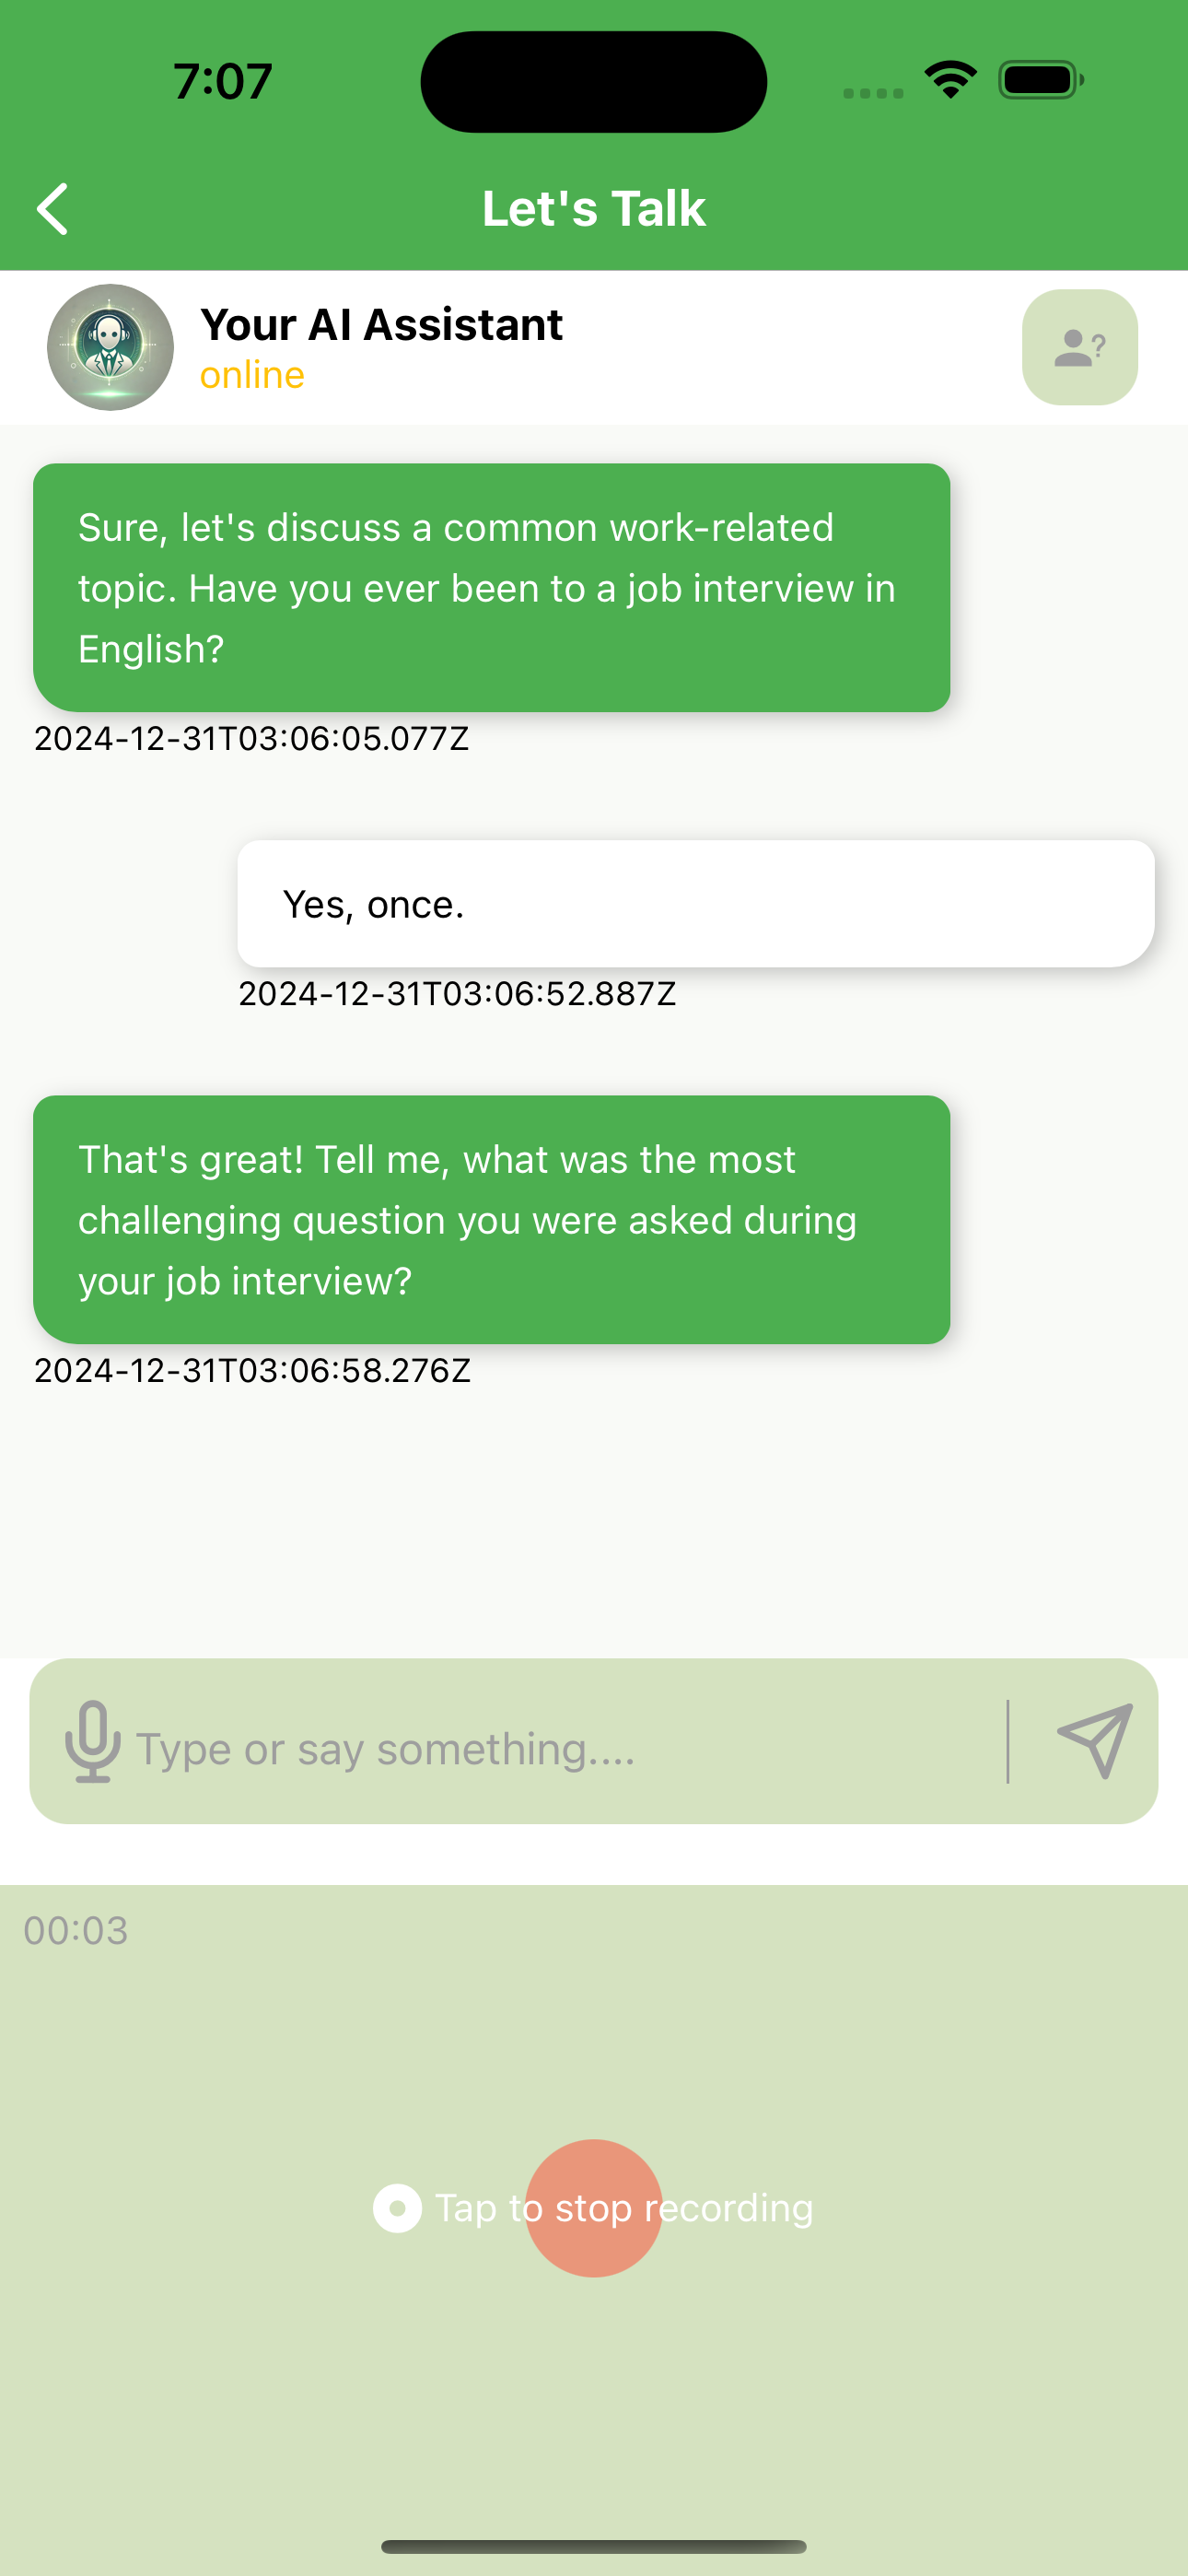 7:07
Let's Talk
Your AI Assistant
online
?
Sure, let's discuss a common work-related
topic. Have you ever been to a job interview in
English?
2024-12-31T03:06:05.077Z
Yes, once.
2024-12-31T03:06:52.887Z
That's great! Tell me, what was the most
challenging question you were asked during
your job interview?
2024-12-31T03:06:58.276Z
Type or say something....
00:03
Tap to stop recording